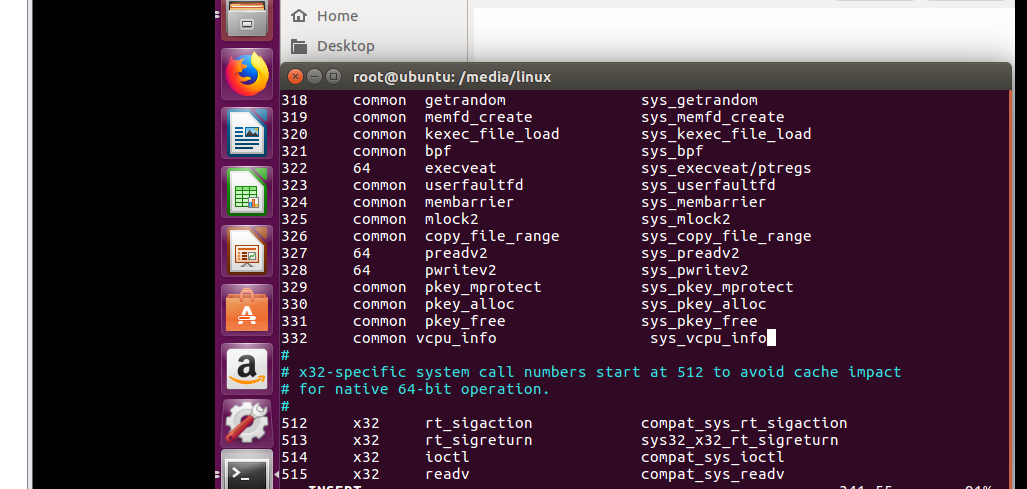 Home
Desktop
root@ubuntu: /media/linux
318 common getrandom sys_getrandom
319 common memfd_create sys_memfd_create
320 common kexec_file_load sys_kexec_file_load
321 common bpf sys_bpf
322 64 execveat sys_execveat/ptregs
323 common userfaultfd sys_userfaultfd
324 common membarrier sys_membarrier
325 common mlock2 sys_mlock2
326 common copy_file_range sys_copy_file_range
327 64 preadv2 sys_preadv2
328 64 pwritev2 sys_pwritev2
329 common pkey_mprotect sys_pkey_mprotect
330 common pkey_alloc sys_pkey_alloc
331 common pkey_free sys_pkey_free
332 common vcpu_info sys_vcpu_info
#
# x32-specific system call numbers start at 512 to avoid cache impact
# for native 64-bit operation.
#
512 x32 rt_sigaction compat_sys_rt_sigaction
513 x32 rt_sigreturn sys32_x32_rt_sigreturn
514 x32 ioctl compat_sys_ioctl
515 x32 readv compat_sys_readv
INSERT 341,55 91%